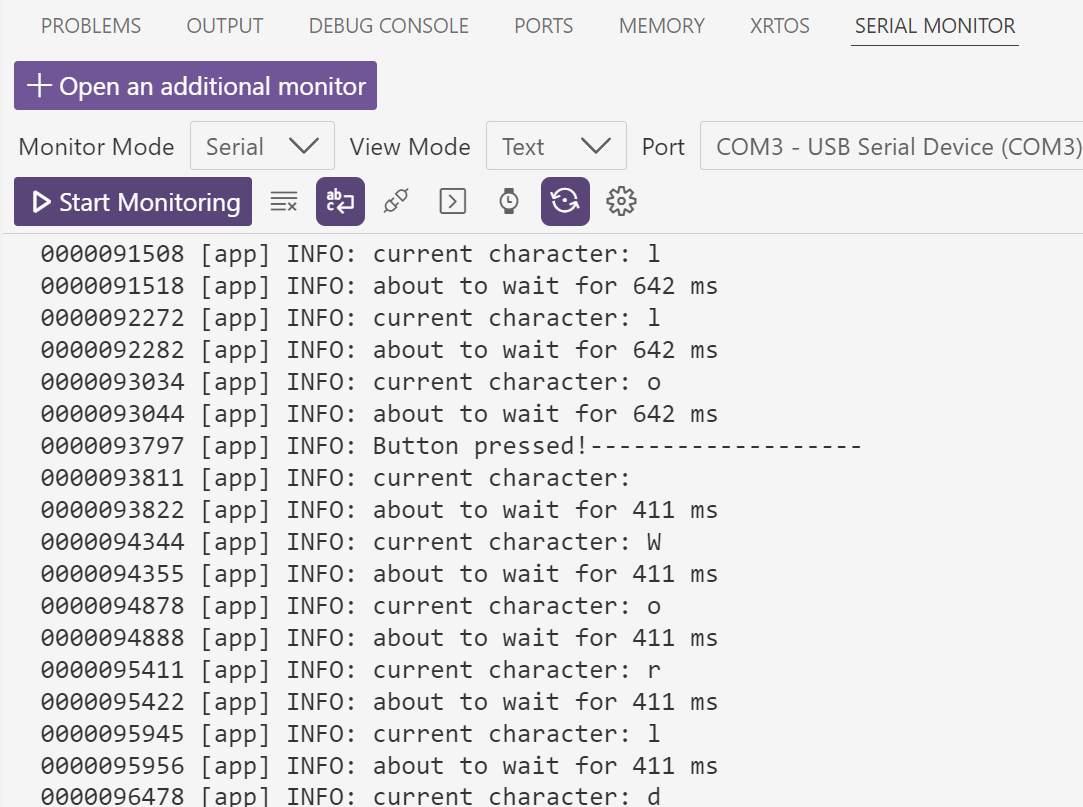 PROBLEMS OUTPUT DEBUG CONSOLE PORTS MEMORY XRTOS SERIAL MONITOR
Open an additional monitor
Monitor Mode Serial View Mode Text Port COM3 - USB Serial Device (COM3)
Start Monitoring
0000091508 [app] INFO: current character: l
0000091518 [app] INFO: about to wait for 642 ms
0000092272 [app] INFO: current character: l
0000092282 [app] INFO: about to wait for 642 ms
0000093034 [app] INFO: current character: o
0000093044 [app] INFO: about to wait for 642 ms
0000093797 [app] INFO: Button pressed!-------------------
0000093811 [app] INFO: current character:
0000093822 [app] INFO: about to wait for 411 ms
0000094344 [app] INFO: current character: W
0000094355 [app] INFO: about to wait for 411 ms
0000094878 [app] INFO: current character: o
0000094888 [app] INFO: about to wait for 411 ms
0000095411 [app] INFO: current character: r
0000095422 [app] INFO: about to wait for 411 ms
0000095945 [app] INFO: current character: l
0000095956 [app] INFO: about to wait for 411 ms
0000096478 [app] INFO: current character: d